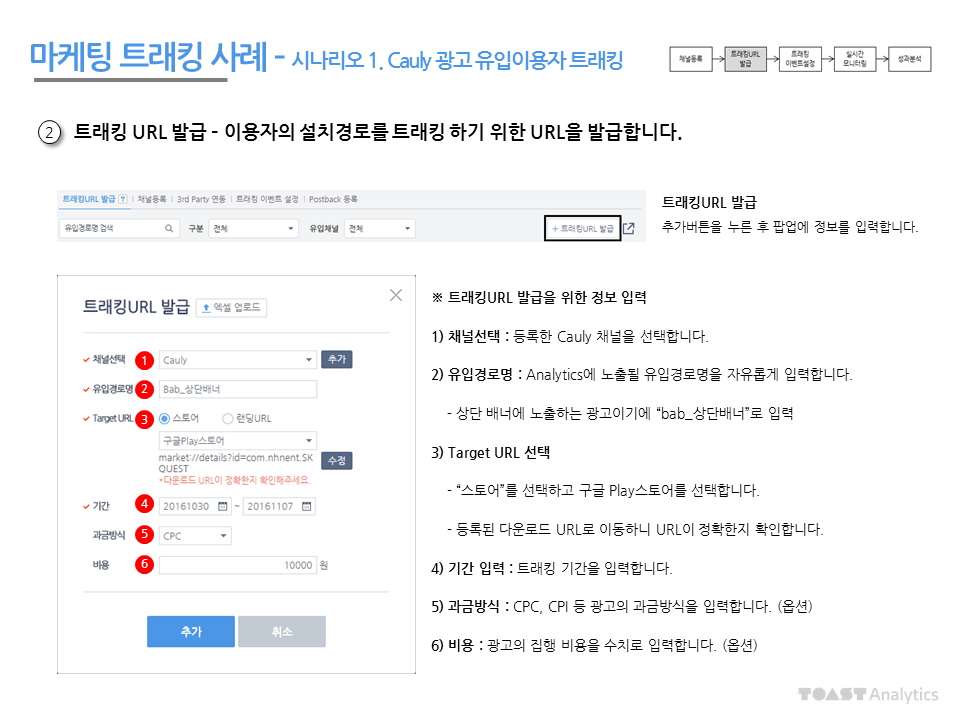 마케팅 트래킹 사례 - 시나리오 1. Cauly 광고 유입이용자 트래킹
채널등록
트래킹URL
발급
트래킹
이벤트설정
실시간
모니터링
성과분석
2 트래킹 URL 발급 - 이용자의 설치경로를 트래킹 하기 위한 URL을 발급합니다.
트래킹URL 발급 ? | 채널등록 | 3rd Party 연동 | 트래킹 이벤트 설정 | Postback 등록
유입경로명 검색 구분 전체 유입채널 전체 + 트래킹URL 발급
트래킹URL 발급
추가버튼을 누른 후 팝업에 정보를 입력합니다.
트래킹URL 발급 엑셀 업로드
채널선택 1 Cauly 추가
유입경로명 2 Bab_상단배너
Target URL 3 스토어 랜딩URL
구글Play스토어
market://details?id=com.nhnent.SK
QUEST 수정
*다운로드 URL이 정확한지 확인해주세요.
기간 4 20161030 ~ 20161107
과금방식 5 CPC
비용 6 10000 원
추가 취소
※ 트래킹URL 발급을 위한 정보 입력
1) 채널선택 : 등록한 Cauly 채널을 선택합니다.
2) 유입경로명 : Analytics에 노출될 유입경로명을 자유롭게 입력합니다.
- 상단 배너에 노출하는 광고이기에 “bab_상단배너”로 입력
3) Target URL 선택
- “스토어”를 선택하고 구글 Play스토어를 선택합니다.
- 등록된 다운로드 URL로 이동하니 URL이 정확한지 확인합니다.
4) 기간 입력 : 트래킹 기간을 입력합니다.
5) 과금방식 : CPC, CPI 등 광고의 과금방식을 입력합니다. (옵션)
6) 비용 : 광고의 집행 비용을 수치로 입력합니다. (옵션)
TOAST Analytics